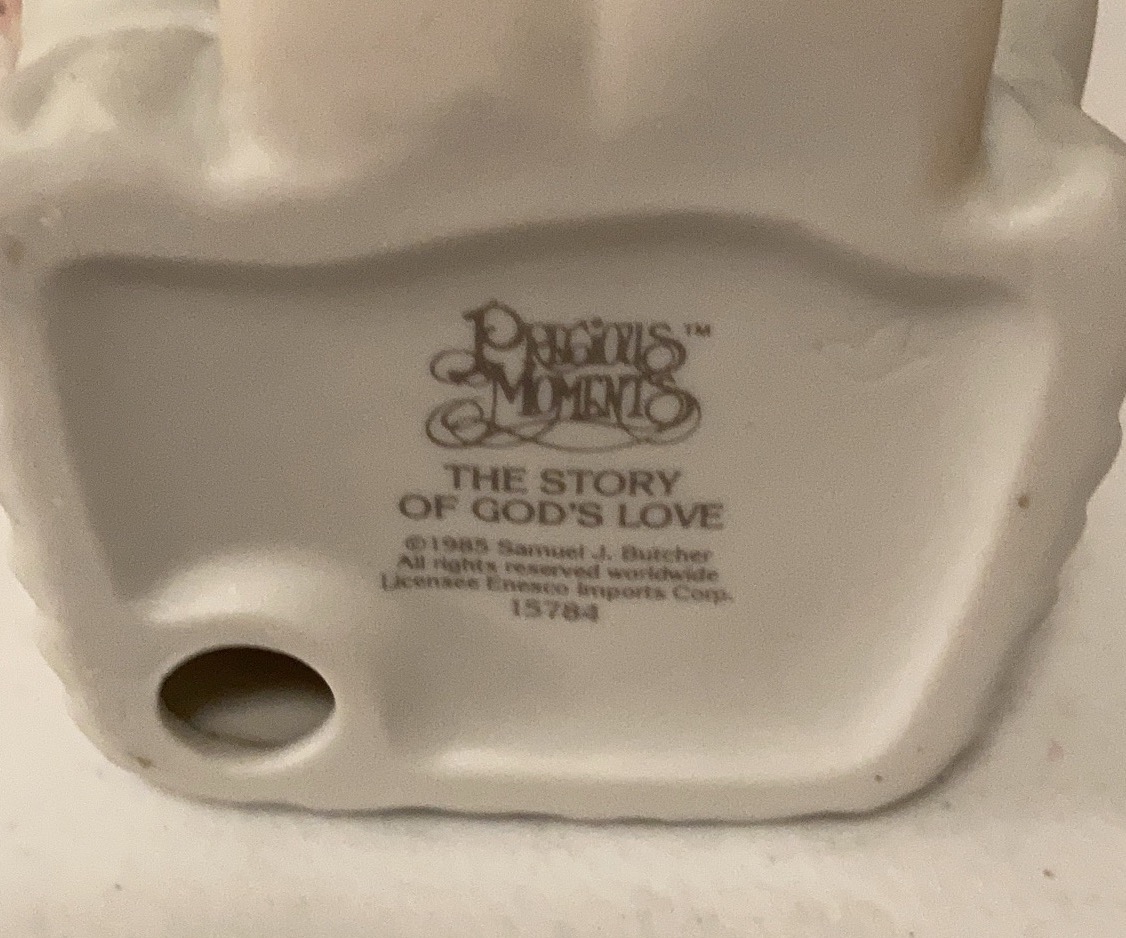 PRECIOUS™
MOMENTS
THE STORY
OF GOD'S LOVE
©1985 Samuel J. Butcher
All rights reserved worldwide
Licensee Enesco Imports Corp.
15784